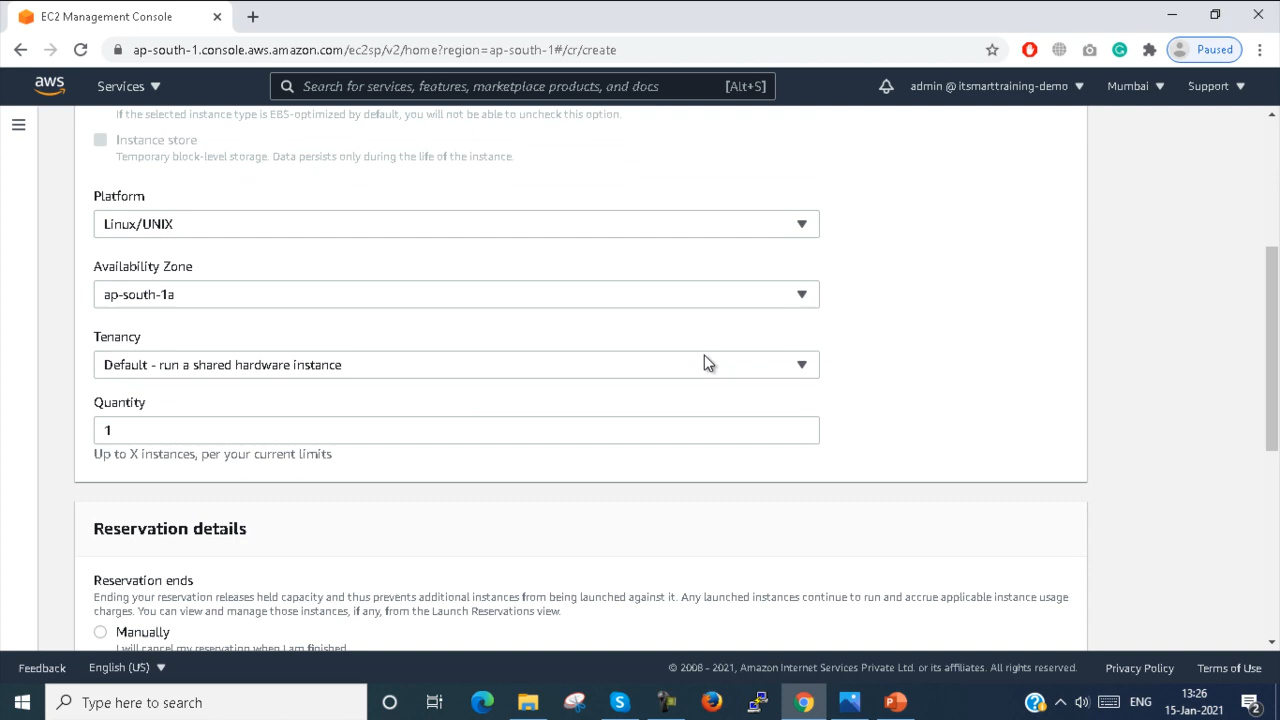 EC2 Management Console
ap-south-1.console.aws.amazon.com/ec2sp/v2/home?region=ap-south-1#/cr/create
Paused
aws
Services
Search for services, features, marketplace products, and docs
[Alt+S]
admin @ itsmarttraining-demo
Mumbai
Support
If the selected instance type is EBS-optimized by default, you will not be able to uncheck this option.
Instance store
Temporary block-level storage. Data persists only during the life of the instance.
Platform
Linux/UNIX
Availability Zone
ap-south-1a
Tenancy
Default - run a shared hardware instance
Quantity
1
Up to X instances, per your current limits
Reservation details
Reservation ends
Ending your reservation releases held capacity and thus prevents additional instances from being launched against it. Any launched instances continue to run and accrue applicable instance usage
charges. You can view and manage those instances, if any, from the Launch Reservations view.
Manually
I will cancel my reservation when I am finished.
Feedback
English (US)
© 2008 - 2021, Amazon Internet Services Private Ltd. or its affiliates. All rights reserved.
Privacy Policy
Terms of Use
Type here to search
ENG
13:26
15-Jan-2021
2